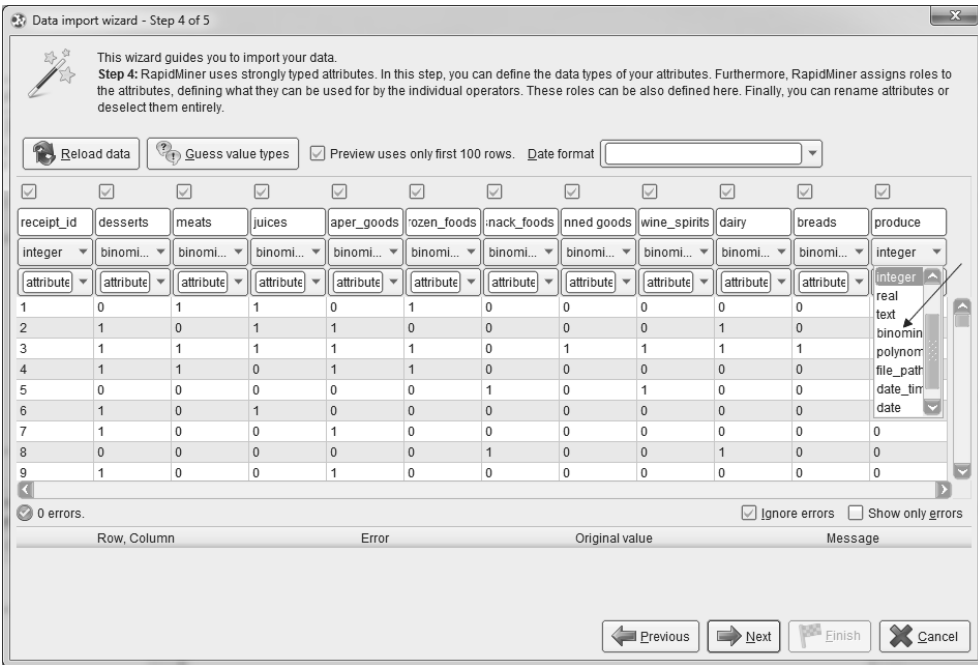 Data import wizard - Step 4 of 5
This wizard guides you to import your data.
Step 4: RapidMiner uses strongly typed attributes. In this step, you can define the data types of your attributes. Furthermore, RapidMiner assigns roles to
the attributes, defining what they can be used for by the individual operators. These roles can be also defined here. Finally, you can rename attributes or
deselect them entirely.
Reload data Guess value types Preview uses only first 100 rows. Date format
receipt_id desserts meats juices aper_goods rozen_foods nack_foods nned goods wine_spirits dairy breads produce
integer binomi... binomi... binomi... binomi... binomi... binomi... binomi... binomi... binomi... binomi... integer
attribute attribute attribute attribute attribute attribute attribute attribute attribute attribute attribute
integer
real
text
binomin
polynom
file_path
date_tim
date
1 0 1 1 0 1 0 0 0 0 0
2 1 0 1 1 0 0 0 0 1 0
3 1 1 1 1 1 0 1 1 1 1
4 1 1 0 1 1 0 0 0 0 0
5 0 0 0 0 0 1 0 1 0 0
6 1 0 1 0 0 0 0 0 0 0
7 1 0 0 1 0 0 0 0 0 0 0
8 0 0 0 0 0 1 0 0 1 0 0
9 1 0 0 1 0 0 0 0 0 0 0
0 errors. Ignore errors Show only errors
Row, Column Error Original value Message
Previous Next Finish Cancel